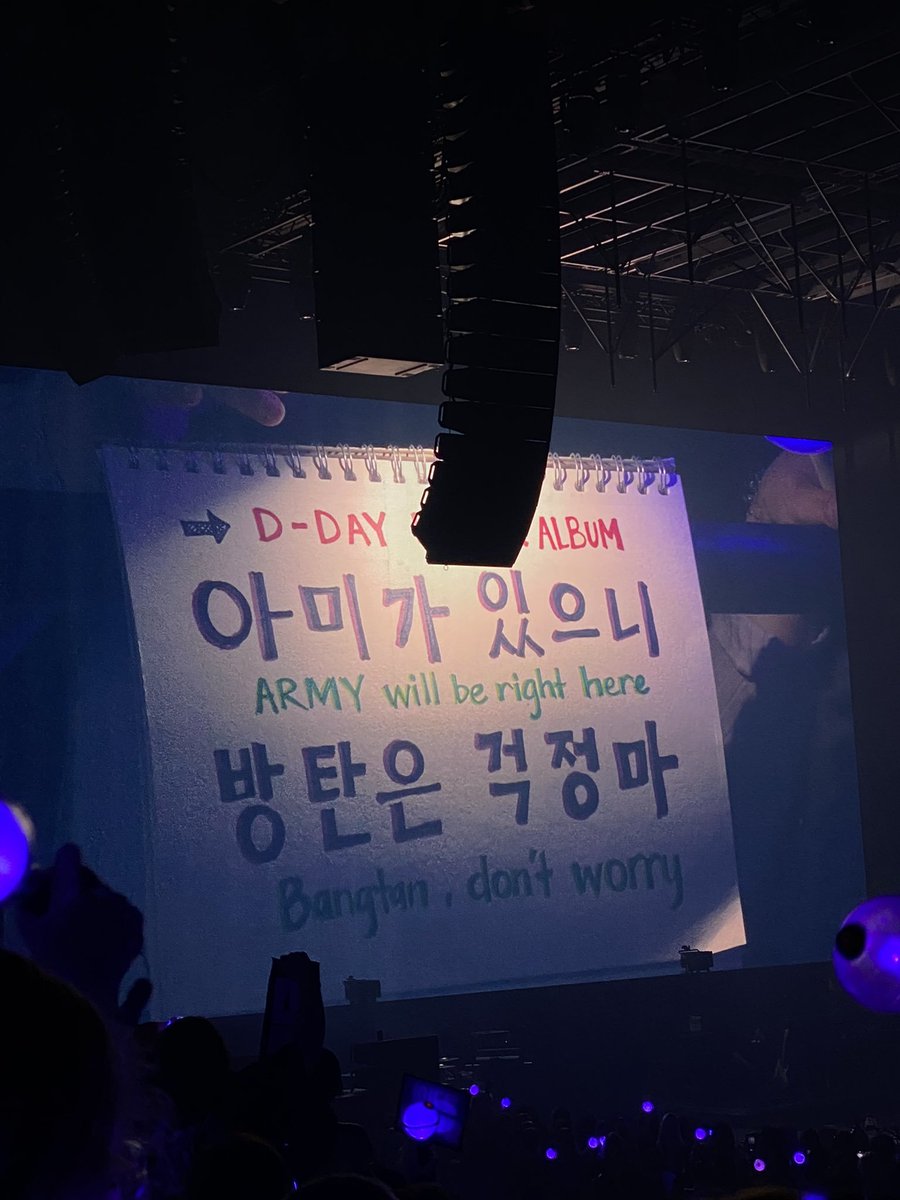 → D-DAY ALBUM
아미가 있으니
ARMY will be right here
방탄은 걱정마
Bangtan, don't worry